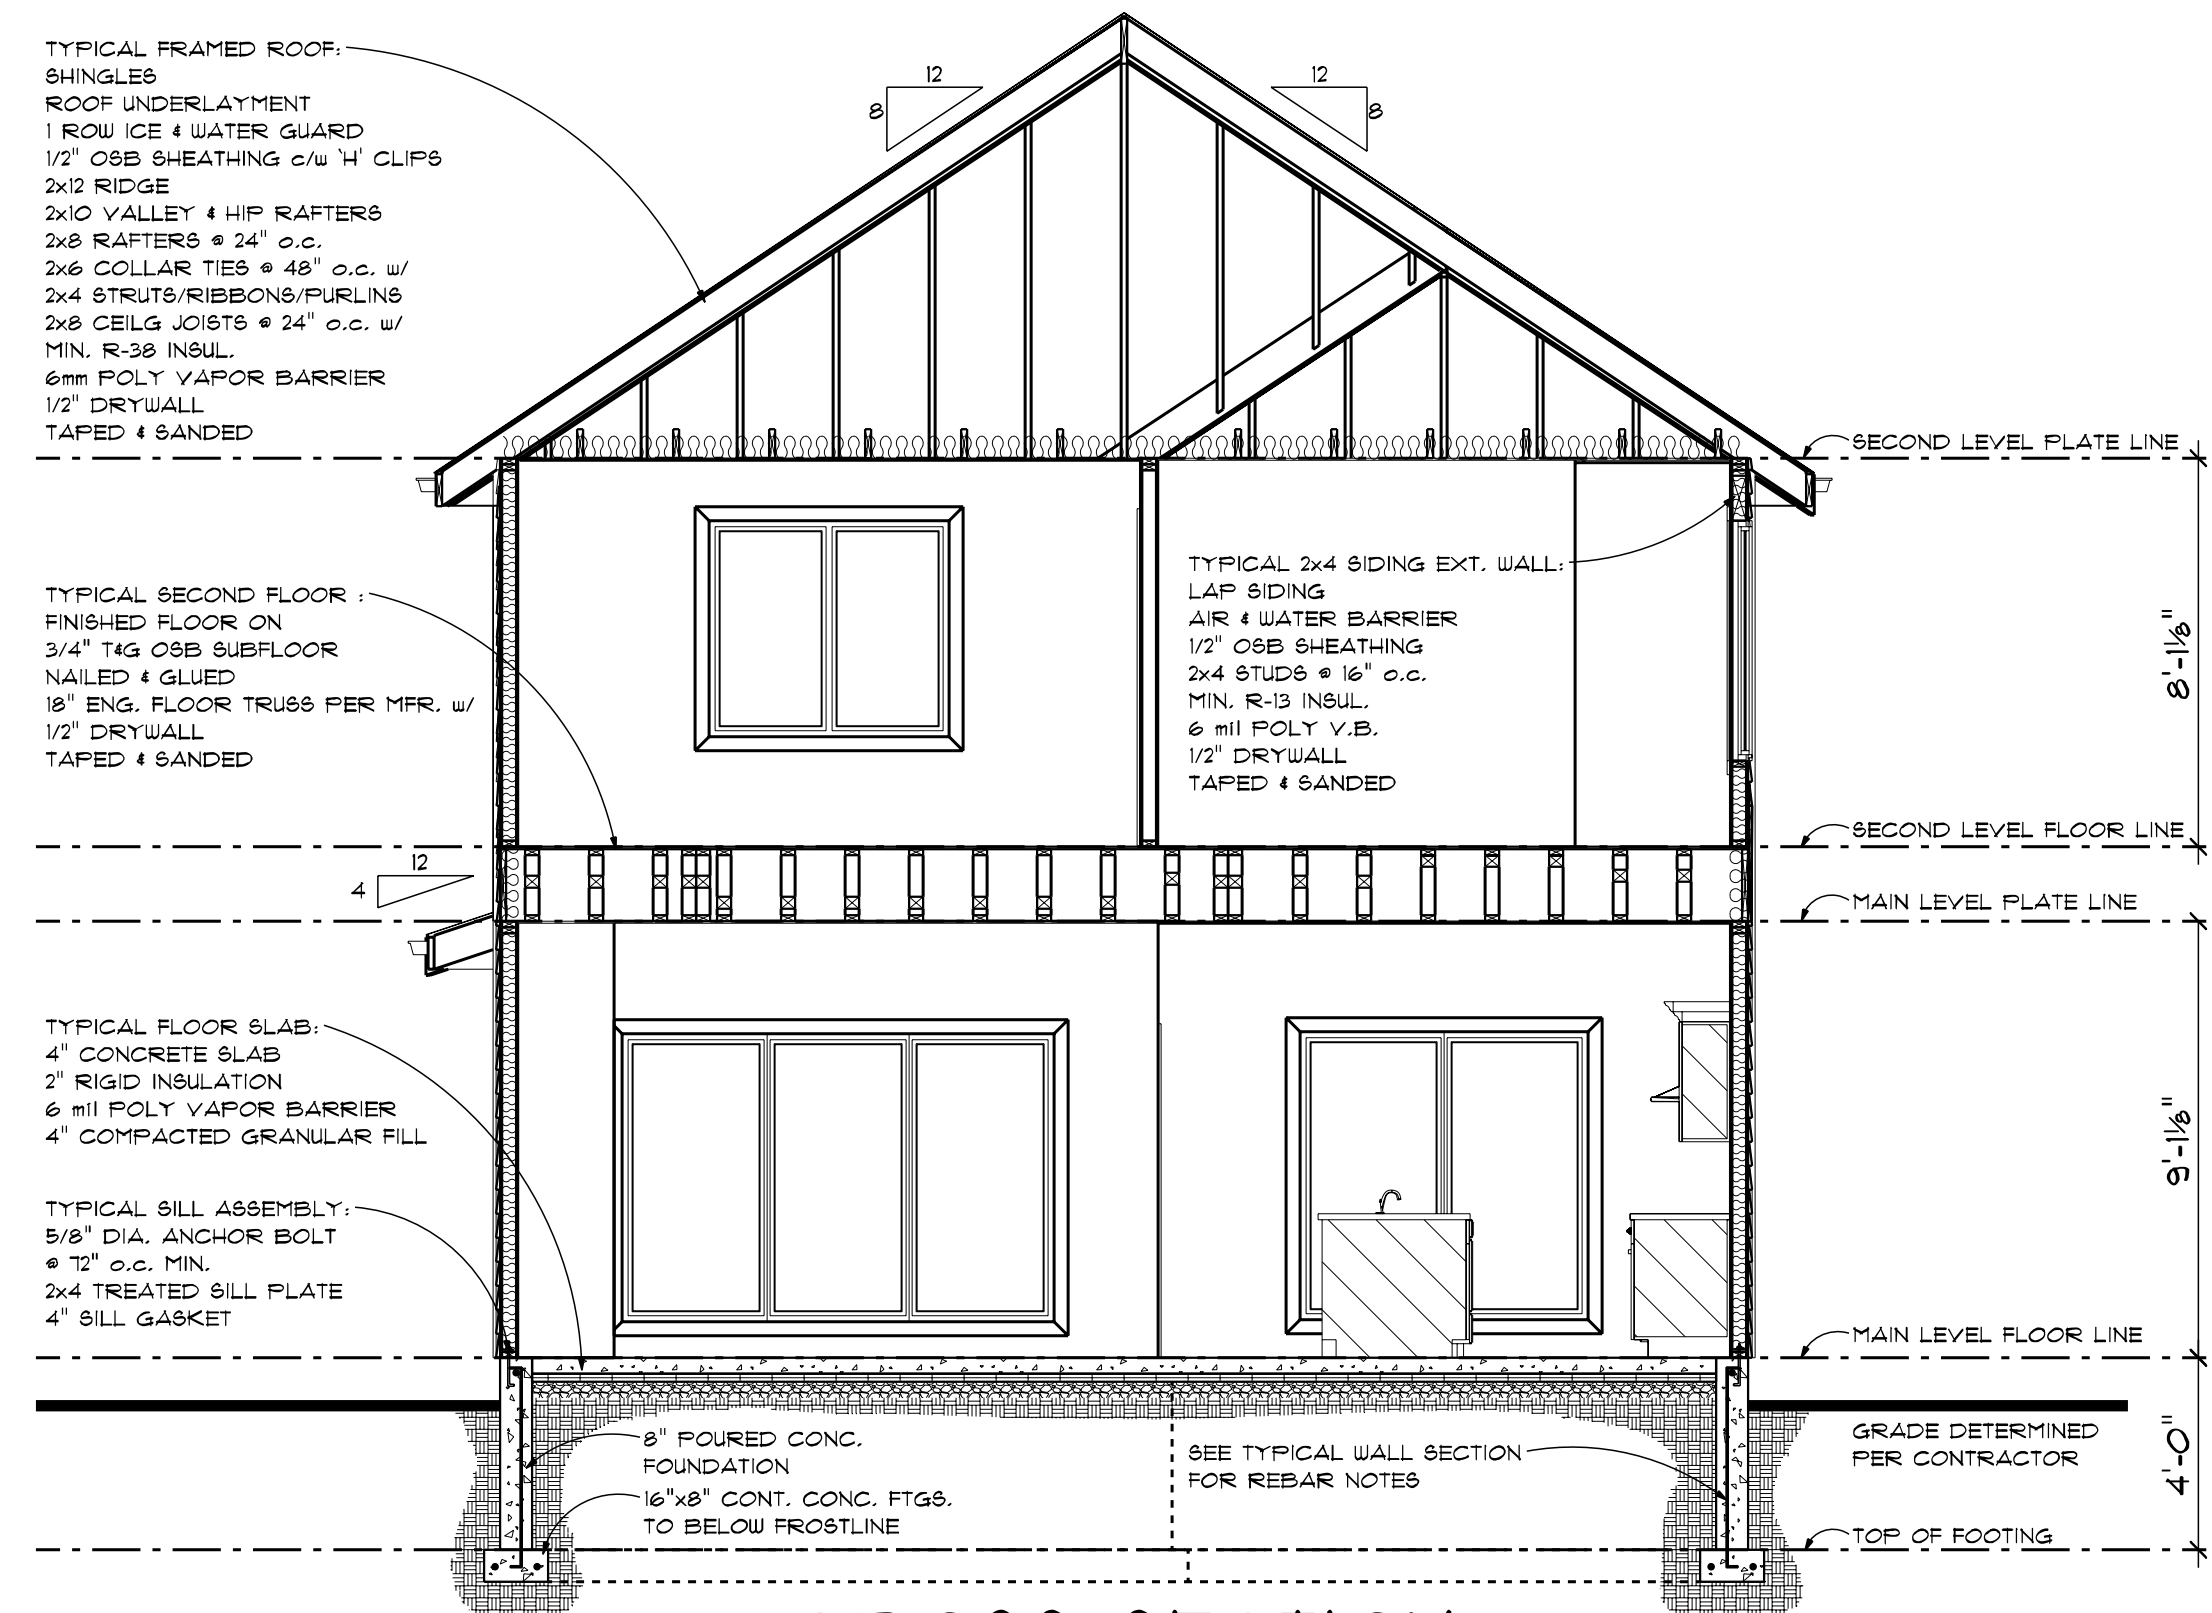 TYPICAL FRAMED ROOF:
SHINGLES
ROOF UNDERLAYMENT
1 ROW ICE & WATER GUARD
1/2" OSB SHEATHING c/w 'H' CLIPS
2x12 RIDGE
2x10 VALLEY & HIP RAFTERS
2x8 RAFTERS @ 24" o.c.
2x6 COLLAR TIES @ 48" o.c. w/
2x4 STRUTS/RIBBONS/PURLINS
2x8 CEILG JOISTS @ 24" o.c. w/
MIN. R-38 INSUL.
6mm POLY VAPOR BARRIER
1/2" DRYWALL
TAPED & SANDED
12
8
12
8
SECOND LEVEL PLATE LINE
TYPICAL SECOND FLOOR :
FINISHED FLOOR ON
3/4" T&G OSB SUBFLOOR
NAILED & GLUED
18" ENG. FLOOR TRUSS PER MFR. w/
1/2" DRYWALL
TAPED & SANDED
TYPICAL 2x4 SIDING EXT. WALL:
LAP SIDING
AIR & WATER BARRIER
1/2" OSB SHEATHING
2x4 STUDS @ 16" o.c.
MIN. R-13 INSUL.
6 mil POLY V.B.
1/2" DRYWALL
TAPED & SANDED
8'-1 1/8"
SECOND LEVEL FLOOR LINE
12
4
MAIN LEVEL PLATE LINE
9'-1 1/8"
TYPICAL FLOOR SLAB:
4" CONCRETE SLAB
2" RIGID INSULATION
6 mil POLY VAPOR BARRIER
4" COMPACTED GRANULAR FILL
TYPICAL SILL ASSEMBLY:
5/8" DIA. ANCHOR BOLT
@ 72" o.c. MIN.
2x4 TREATED SILL PLATE
4" SILL GASKET
MAIN LEVEL FLOOR LINE
8" POURED CONC.
FOUNDATION
16"x8" CONT. CONC. FTGS.
TO BELOW FROSTLINE
SEE TYPICAL WALL SECTION
FOR REBAR NOTES
GRADE DETERMINED
PER CONTRACTOR
4'-0"
TOP OF FOOTING